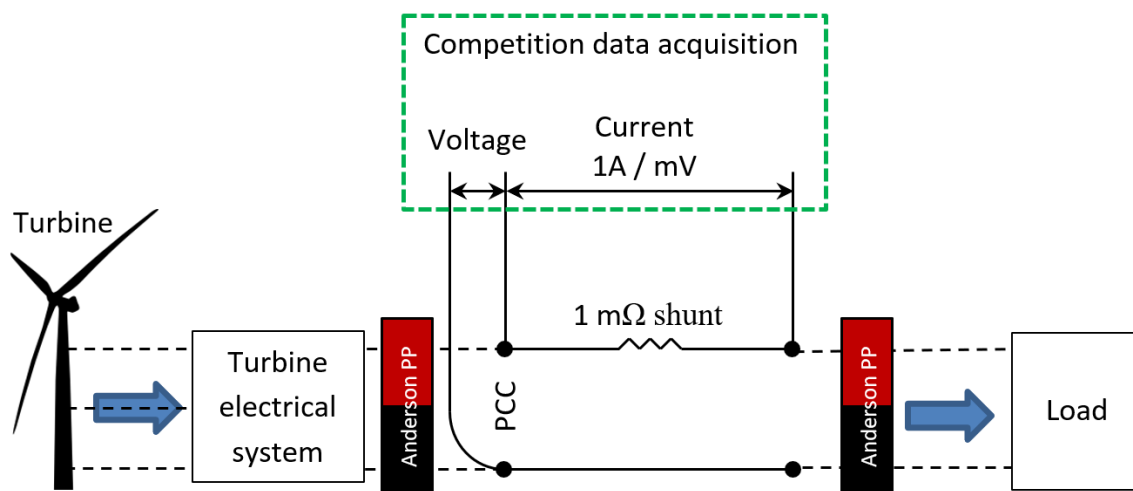 Competition data acquisition
Voltage
Current
1A / mV
Turbine
1 mΩ shunt
Turbine
electrical
system
Anderson PP
PCC
Anderson PP
Load